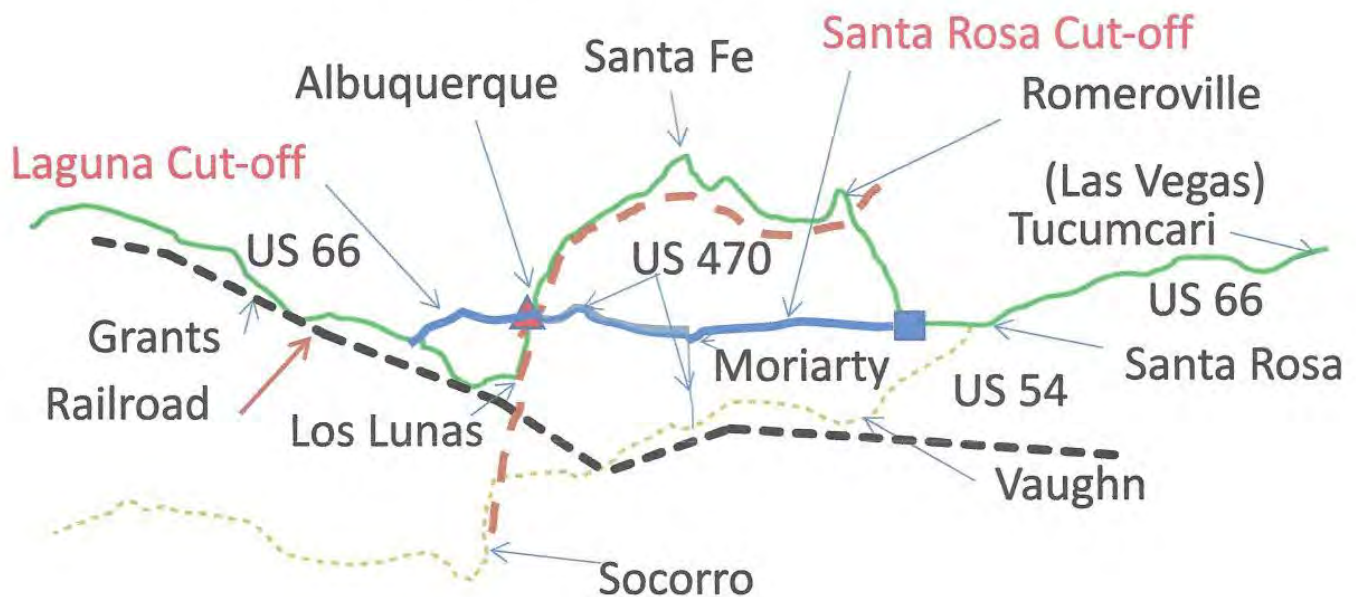 Santa Rosa Cut-off
Santa Fe
Albuquerque
Romeroville
Laguna Cut-off
(Las Vegas)
Tucumcari
US 66
US 470
US 66
Grants
Moriarty
Santa Rosa
Railroad
US 54
Los Lunas
Vaughn
Socorro